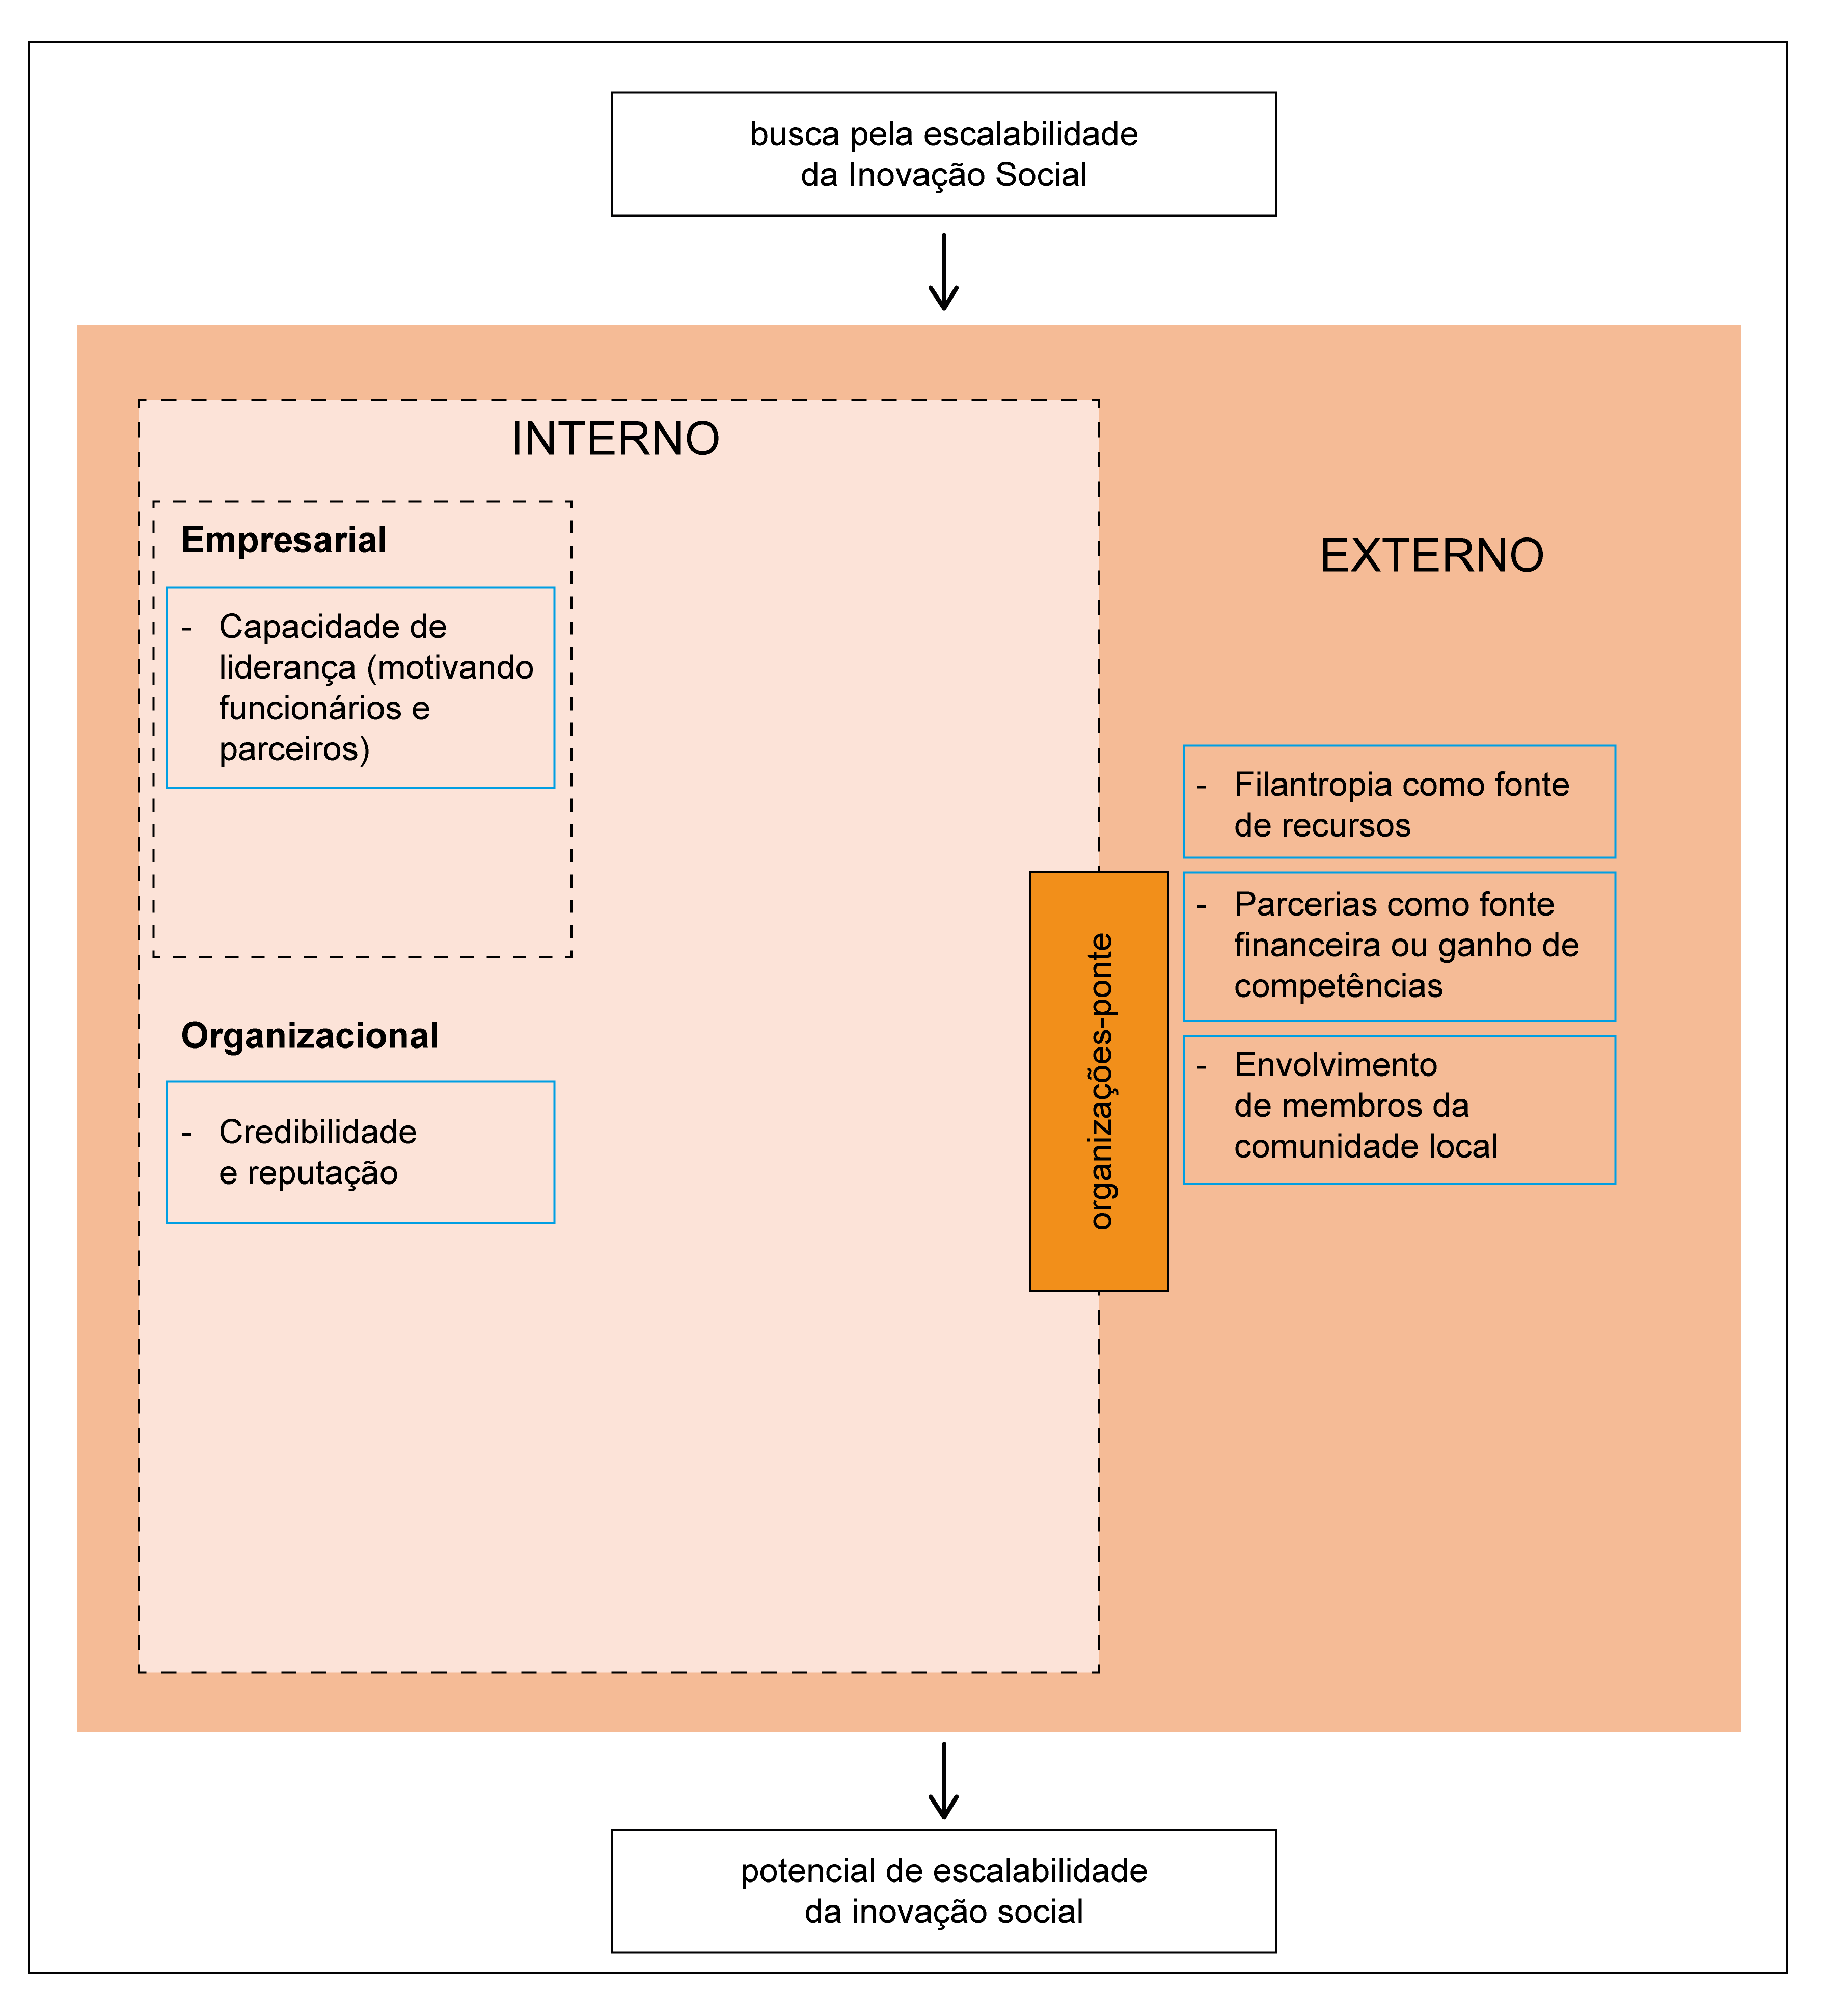 busca pela escalabilidade
da Inovação Social
INTERNO
Empresarial
- Capacidade de
liderança (motivando
funcionários e
parceiros)
Organizacional
- Credibilidade
e reputação
organizações-ponte
EXTERNO
- Filantropia como fonte
de recursos
- Parcerias como fonte
financeira ou ganho de
competências
- Envolvimento
de membros da
comunidade local
potencial de escalabilidade
da inovação social